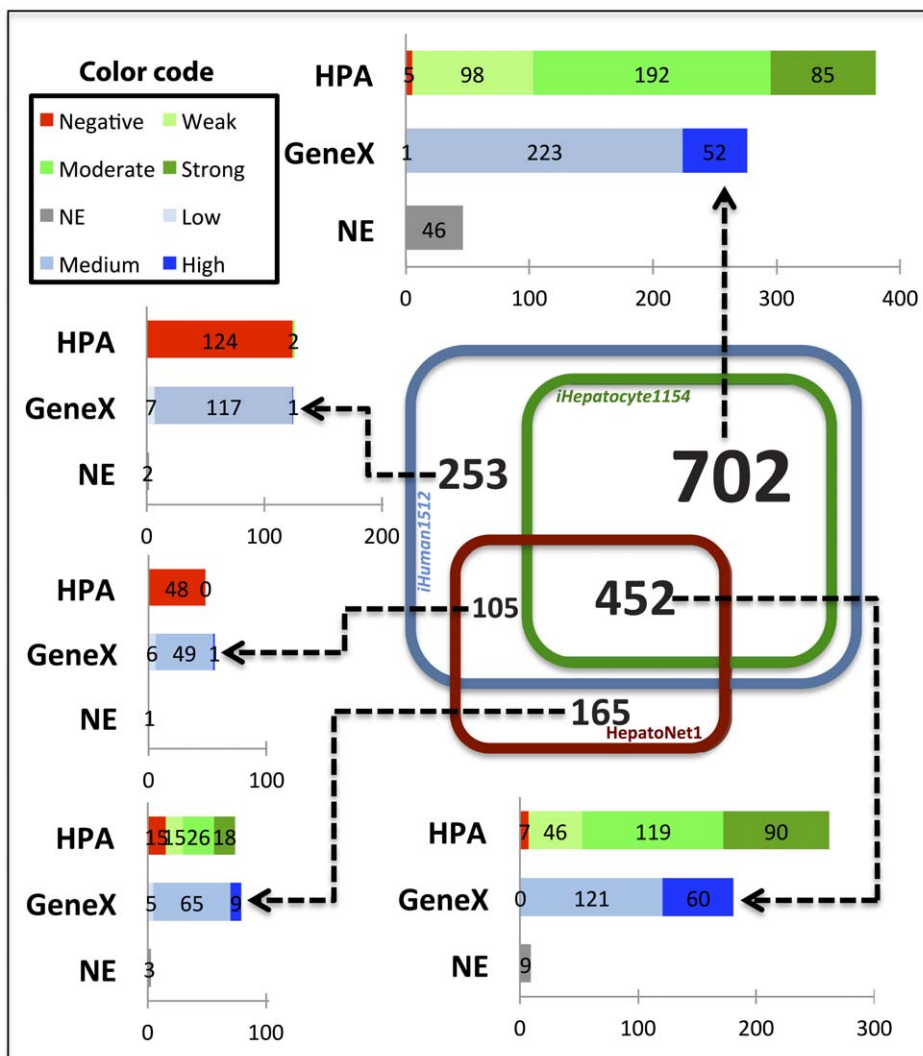 Color code
Negative Weak
Moderate Strong
NE Low
Medium High
HPA 5 98 192 85
GeneX 1 223 52
NE 46
0 100 200 300 400
HPA 124 2
GeneX 7 117 1
NE 2
0 100 200
iHuman1512
iHepatocyte1154
253
702
105
452
165
HepatoNet1
HPA 48 0
GeneX 6 49 1
NE 1
0 100
HPA 15 15 26 18
GeneX 5 65 9
NE 3
0 100
HPA 7 46 119 90
GeneX 0 121 60
NE 9
0 100 200 300